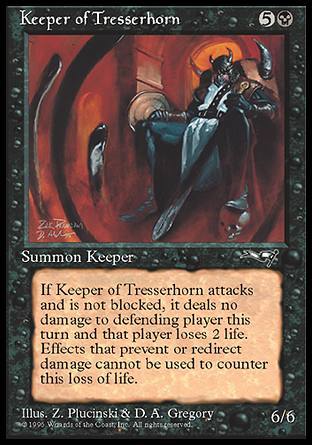 Keeper of Tresserhorn 5
Summon Keeper
If Keeper of Tresserhorn attacks
and is not blocked, it deals no
damage to defending player this
turn and that player loses 2 life.
Effects that prevent or redirect
damage cannot be used to counter
this loss of life.
Illus. Z. Plucinski & D. A. Gregory
© 1996 Wizards of the Coast, Inc. All rights reserved.
6/6